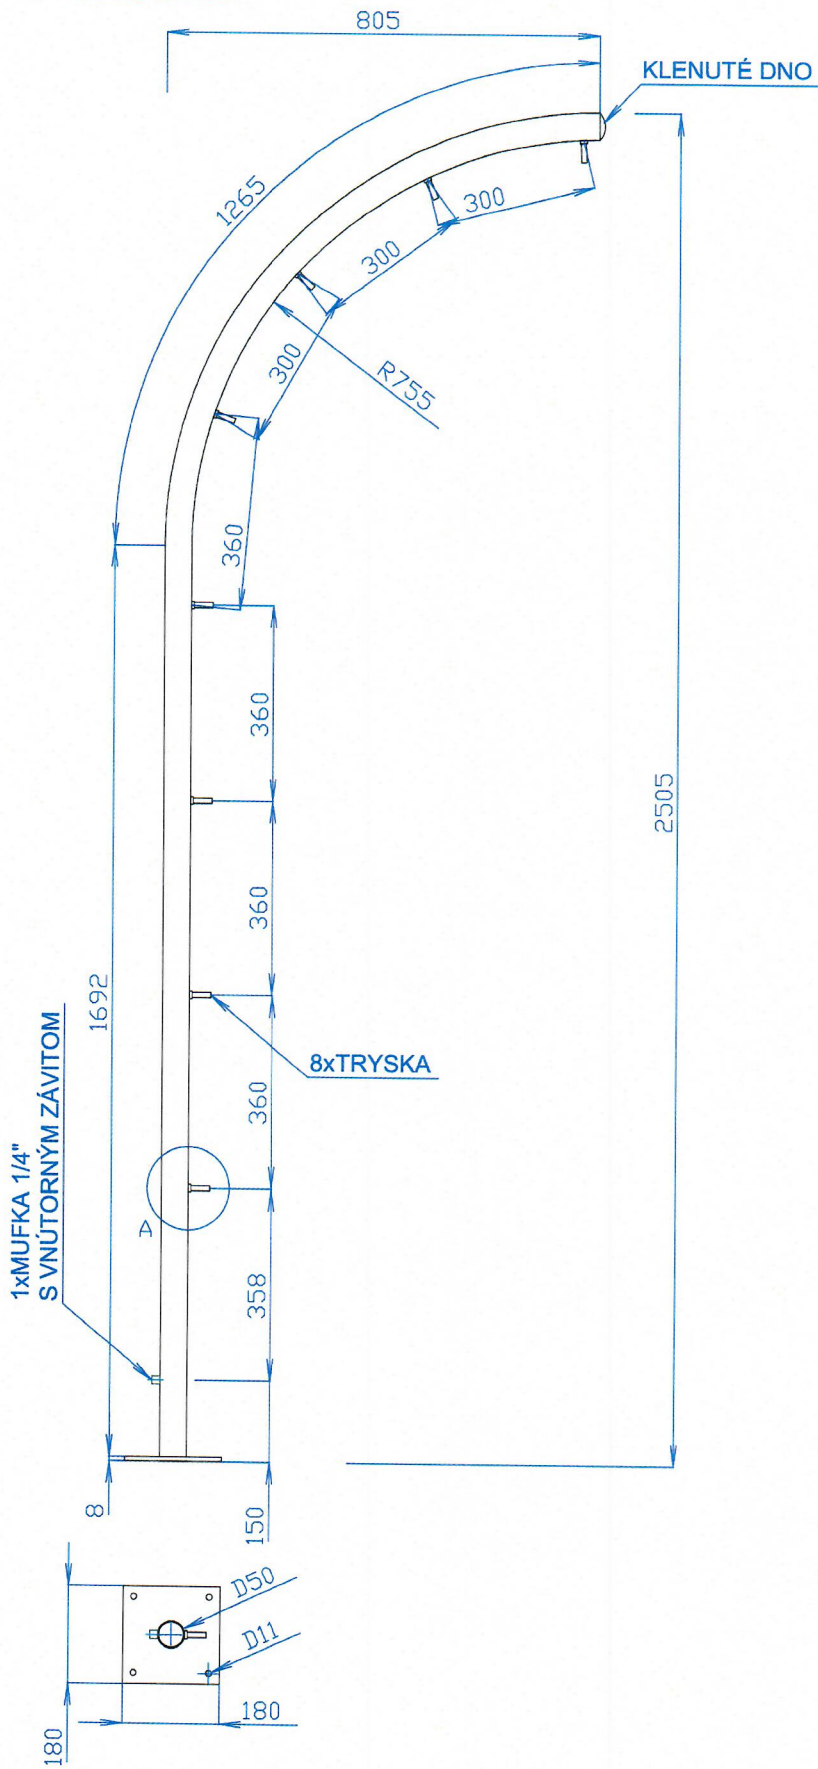 805
KLENUTÉ DNO
1265
300
300
300
R755
360
360
2505
360
1692
8xTRYSKA
360
1xMUFKA 1/4"
S VNÚTORNÝM ZÁVITOM
A
358
8
150
D50
D11
180
180